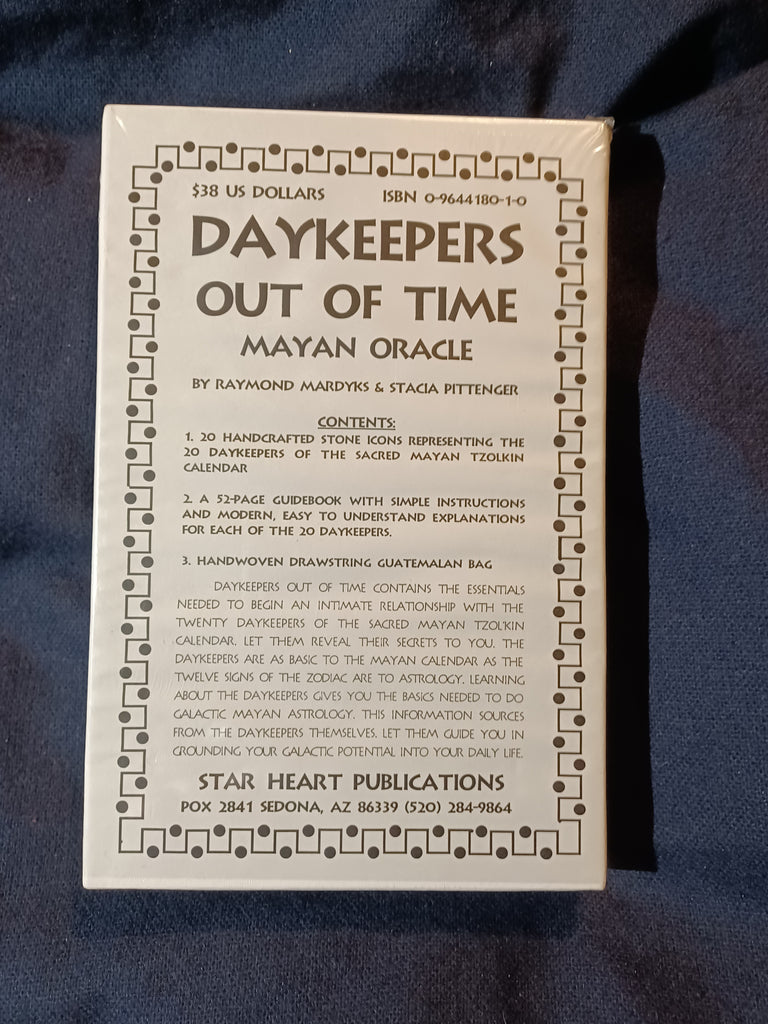 $38 US DOLLARS ISBN 0-9644180-1-0
DAYKEEPERS
OUT OF TIME
MAYAN ORACLE
BY RAYMOND MARDYKS & STACIA PITTENGER
CONTENTS:
1. 20 HANDCRAFTED STONE ICONS REPRESENTING THE
20 DAYKEEPERS OF THE SACRED MAYAN TZOLKIN
CALENDAR
2. A 52-PAGE GUIDEBOOK WITH SIMPLE INSTRUCTIONS
AND MODERN, EASY TO UNDERSTAND EXPLANATIONS
FOR EACH OF THE 20 DAYKEEPERS.
3. HANDWOVEN DRAWSTRING GUATEMALAN BAG
DAYKEEPERS OUT OF TIME CONTAINS THE ESSENTIALS
NEEDED TO BEGIN AN INTIMATE RELATIONSHIP WITH THE
TWENTY DAYKEEPERS OF THE SACRED MAYAN TZOLKIN
CALENDAR. LET THEM REVEAL THEIR SECRETS TO YOU. THE
DAYKEEPERS ARE AS BASIC TO THE MAYAN CALENDAR AS THE
TWELVE SIGNS OF THE ZODIAC ARE TO ASTROLOGY. LEARNING
ABOUT THE DAYKEEPERS GIVES YOU THE BASICS NEEDED TO DO
GALACTIC MAYAN ASTROLOGY. THIS INFORMATION SOURCES
FROM THE DAYKEEPERS THEMSELVES. LET THEM GUIDE YOU IN
GROUNDING YOUR GALACTIC POTENTIAL INTO YOUR DAILY LIFE.
STAR HEART PUBLICATIONS
POX 2841 SEDONA, AZ 86339 (520) 284-9864